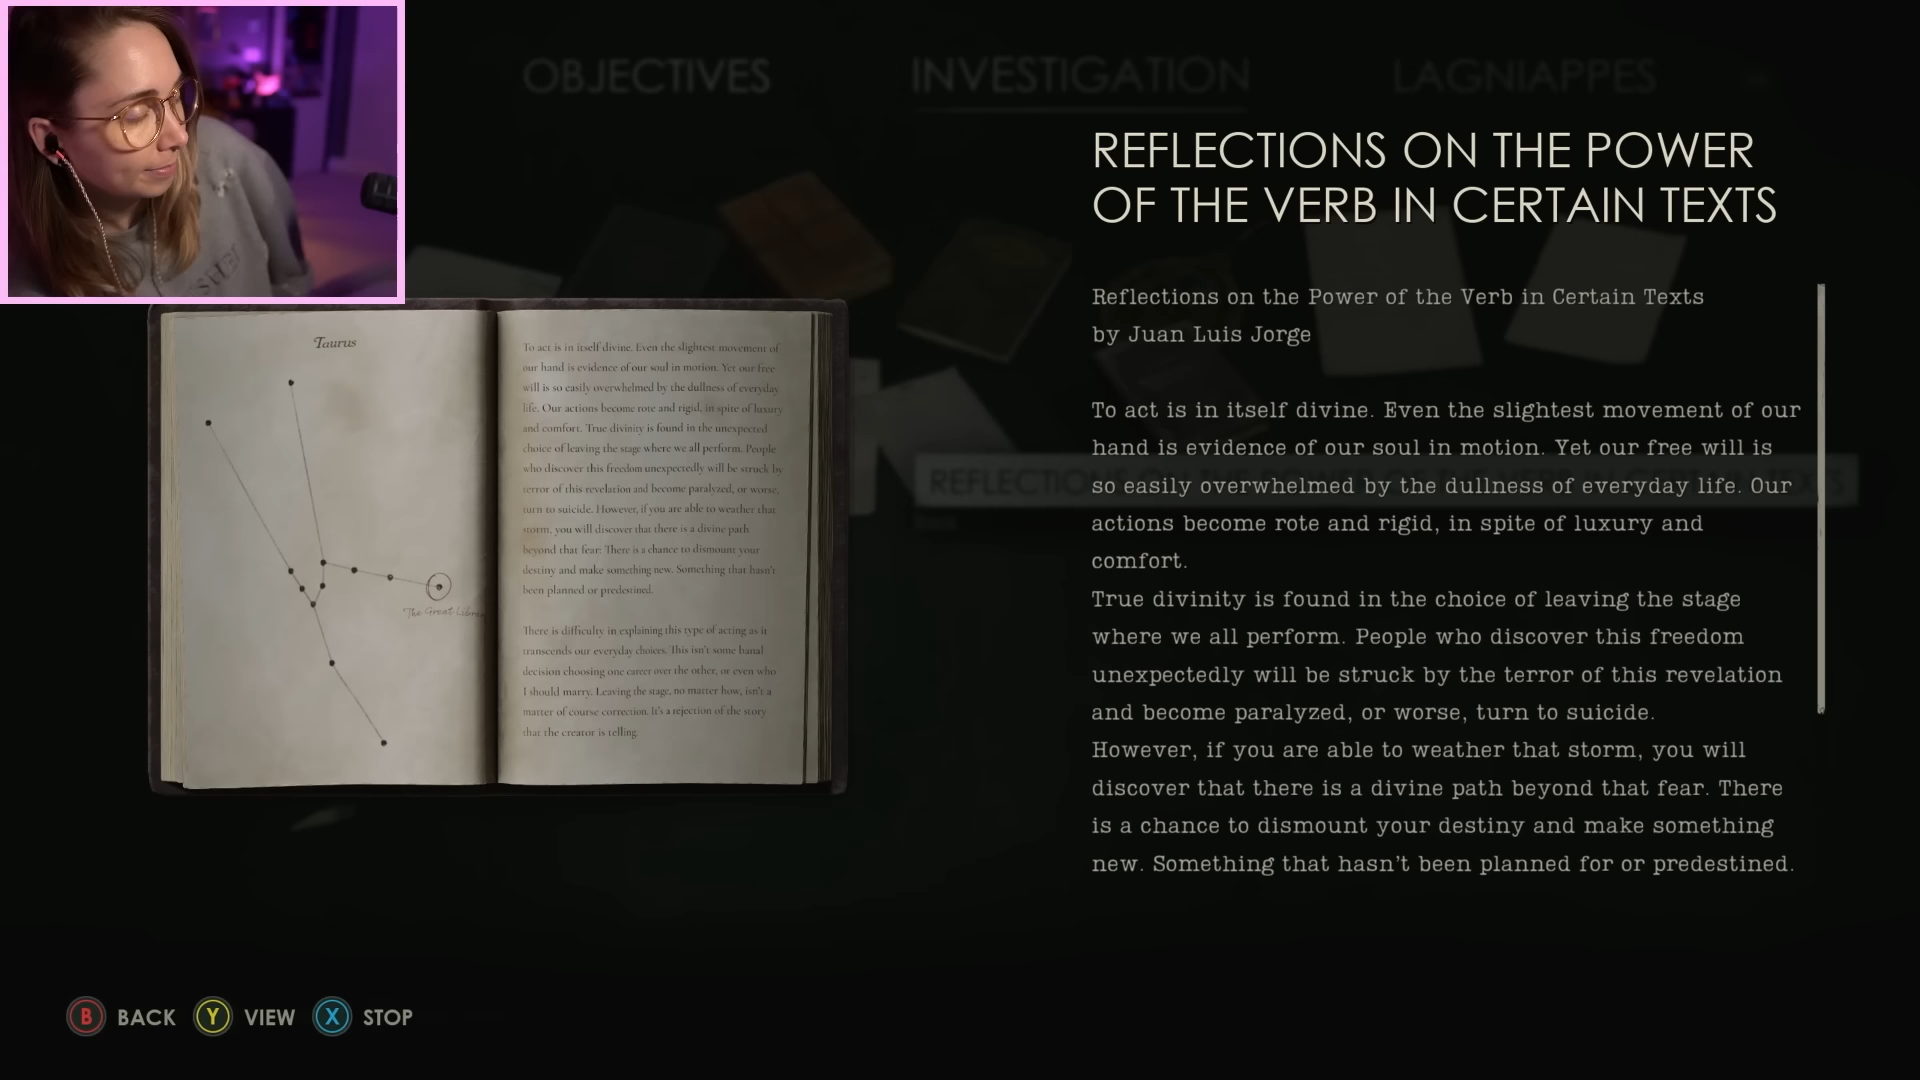 OBJECTIVES
INVESTIGATION
LAGNIAPPES
REFLECTIONS ON THE POWER
OF THE VERB IN CERTAIN TEXTS
Reflections on the Power of the Verb in Certain Texts
by Juan Luis Jorge
To act is in itself divine. Even the slightest movement of our
hand is evidence of our soul in motion. Yet our free will is
so easily overwhelmed by the dullness of everyday life. Our
actions become rote and rigid, in spite of luxury and
comfort.
True divinity is found in the choice of leaving the stage
where we all perform. People who discover this freedom
unexpectedly will be struck by the terror of this revelation
and become paralyzed, or worse, turn to suicide.
However, if you are able to weather that storm, you will
discover that there is a divine path beyond that fear. There
is a chance to dismount your destiny and make something
new. Something that hasn't been planned for or predestined.
Taurus
"The Great
To act is in itself divine. Even the slightest movement of
our hand is evidence of our soul in motion. Yet our free
will is so easily overwhelmed by the dullness of everyday
life. Our actions become rote and rigid, in spite of luxury
and comfort. True divinity is found in the unexpected
choice of leaving the stage where we all perform. People
who discover this freedom unexpectedly will be struck by
terror of this revelation and become paralyzed, or worse,
turn to suicide. However, if you are able to weather that
storm, you will discover that there is a divine path
beyond that fear: There is a chance to dismount your
destiny and make something new. Something that hasn't
been planned or predestined.
There is difficulty in explaining this type of acting as it
transcends our everyday choices. This isn't some banal
decision choosing one career over the other, or even who
I should marry. Leaving the stage, no matter how, isn't a
matter of course correction. It's a rejection of the story
that the creator is telling.
REFLECTIONS ON THE POWER OF THE VERB IN CERTAIN TEXTS
B BACK Y VIEW X STOP